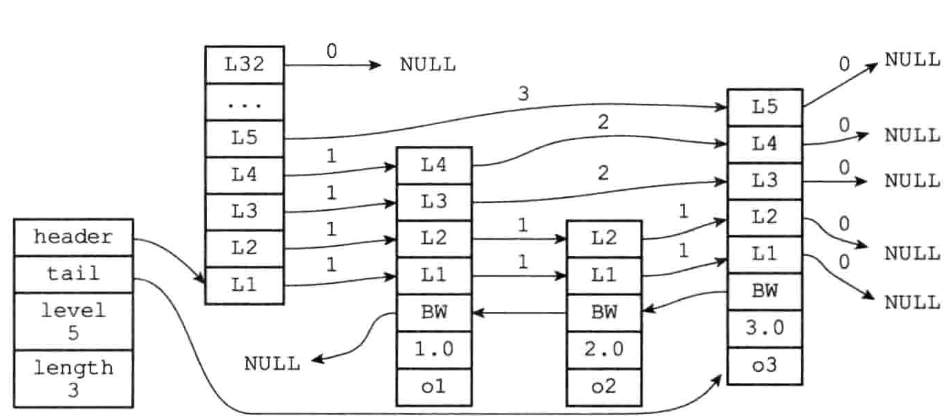 header
tail
level
5
length
3
L32
...
L5
L4
L3
L2
L1
0
NULL
3
1
1
1
1
L4
L3
L2
L1
BW
1.0
o1
NULL
2
2
1
1
L2
L1
BW
2.0
o2
1
1
L5
L4
L3
L2
L1
BW
3.0
o3
0
NULL
0
NULL
0
NULL
0
NULL
0
NULL